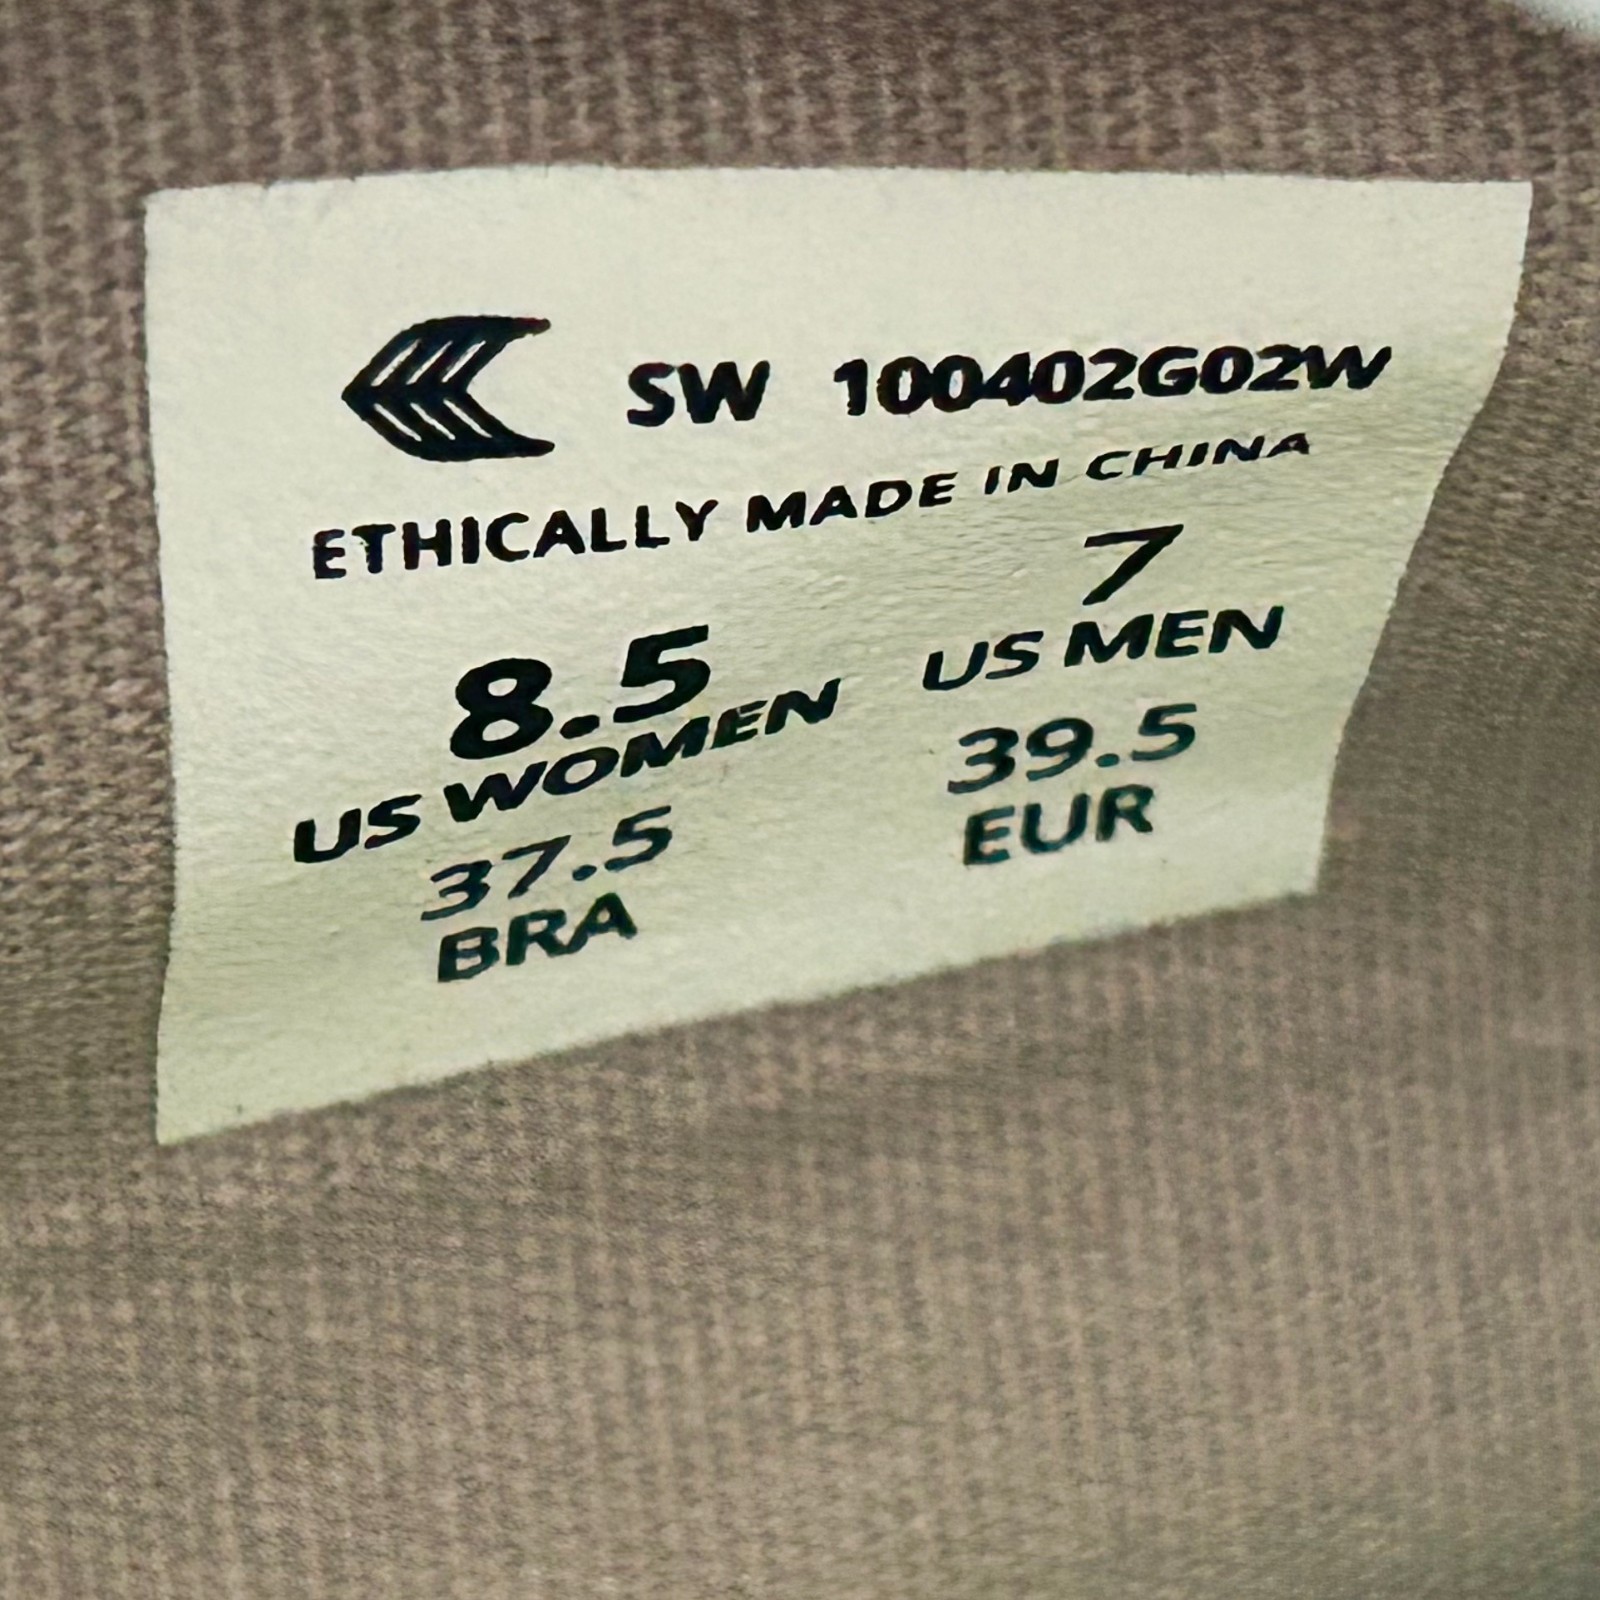 SW 100402G02W
ETHICALLY MADE IN CHINA
8.5
US WOMEN
7
US MEN
37.5
BRA
39.5
EUR